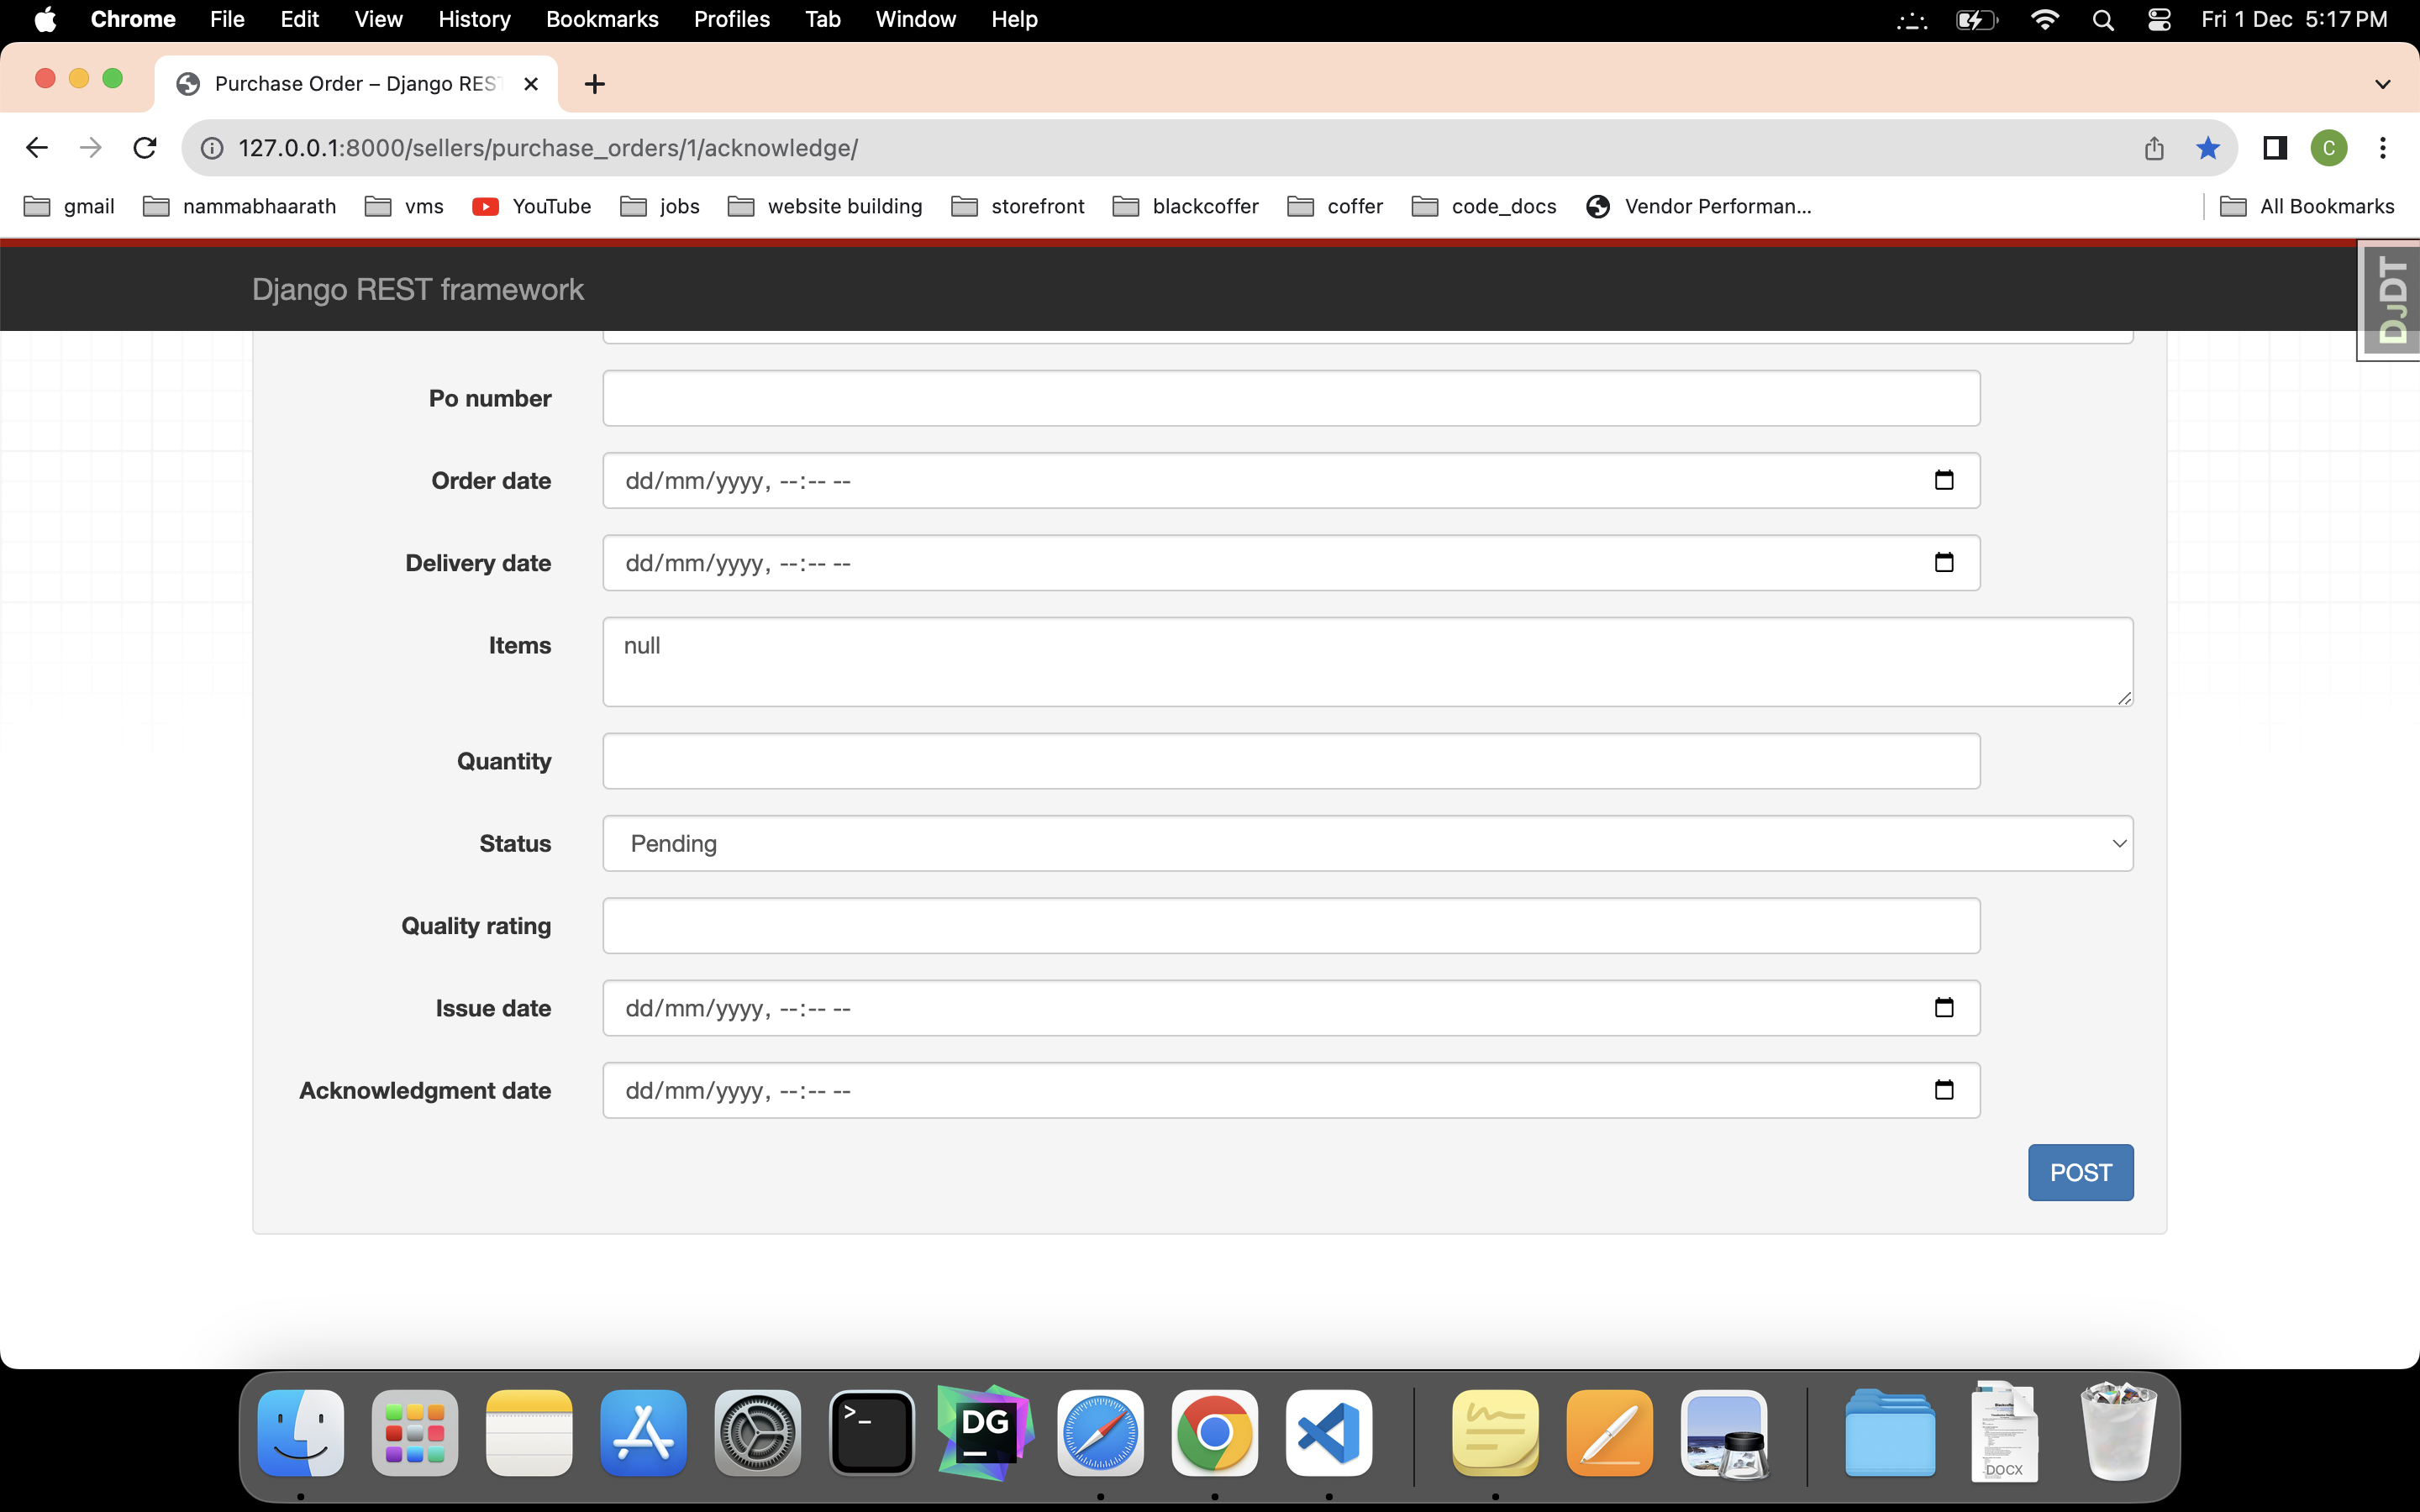 Chrome File Edit View History Bookmarks Profiles Tab Window Help Fri 1 Dec 5:17 PM
Purchase Order – Django RES
127.0.0.1:8000/sellers/purchase_orders/1/acknowledge/ C
gmail nammabhaarath vms YouTube jobs website building storefront blackcoffer coffer code_docs Vendor Performan... All Bookmarks
Django REST framework
DJDT
Po number
Order date dd/mm/yyyy, --:-- --
Delivery date dd/mm/yyyy, --:-- --
Items null
Quantity
Status Pending
Quality rating
Issue date dd/mm/yyyy, --:-- --
Acknowledgment date dd/mm/yyyy, --:-- --
POST
>_
DG
DOCX